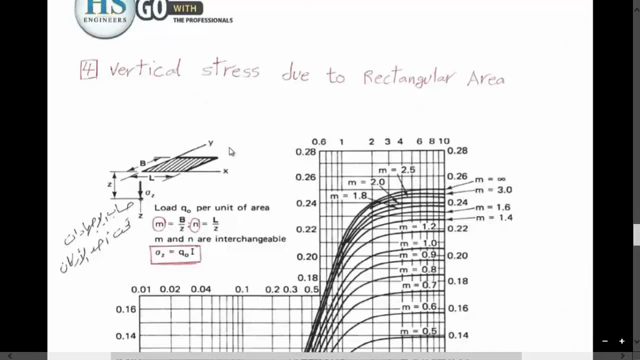 HS
ENGINEERS
GO WITH
THE PROFESSIONALS
4 Vertical stress due to Rectangular Area
y
B
x
L
z
σz
z
Load q₀ per unit of area
m = B/z ; n = L/z
m and n are interchangeable
σz = q₀ I
0.6 1 2 4 6 8 10
0.28 0.28
m = 2.5
m = ∞
0.26 0.26
m = 2.0
m = 3.0
m = 1.8
0.24 0.24
m = 1.6
m = 1.4
m = 1.2
0.22 0.22
m = 1.0
0.20 0.20
m = 0.9
m = 0.8
0.18 0.18
0.01 0.02 0.04 0.1 0.2 0.3 0.5
m = 0.7
0.16 0.16
m = 0.6
m = 0.5
0.14 0.14